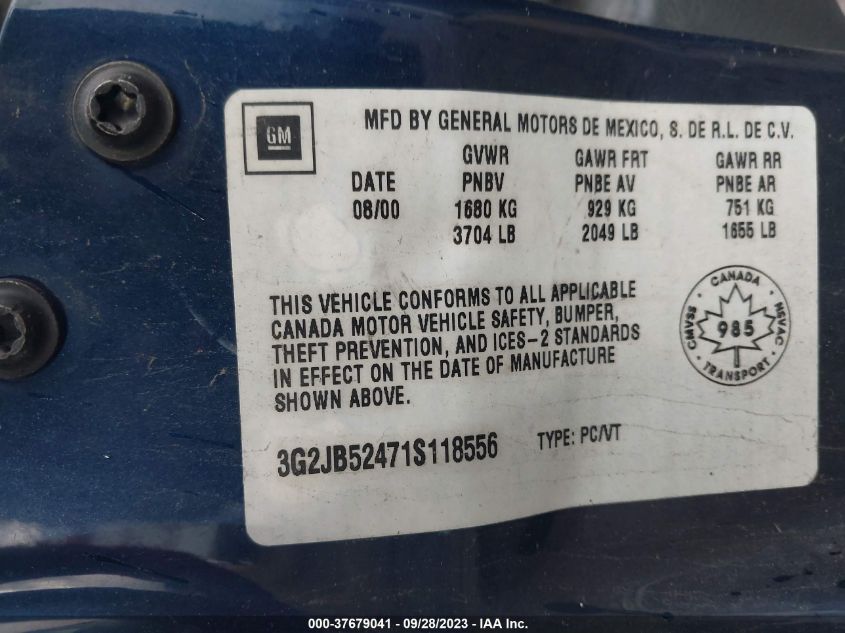 GM
MFD BY GENERAL MOTORS DE MEXICO, S. DE R.L. DE C.V.
GVWR GAWR FRT GAWR RR
DATE PNBV PNBE AV PNBE AR
08/00 1680 KG 929 KG 751 KG
3704 LB 2049 LB 1655 LB
THIS VEHICLE CONFORMS TO ALL APPLICABLE
CANADA MOTOR VEHICLE SAFETY, BUMPER,
THEFT PREVENTION, AND ICES-2 STANDARDS
IN EFFECT ON THE DATE OF MANUFACTURE
SHOWN ABOVE.
CANADA
CMVSS 985 NSVAC
TRANSPORT
3G2JB52471S118556 TYPE: PC/VT
000-37679041 / 09/28/2023 - IAA Inc.